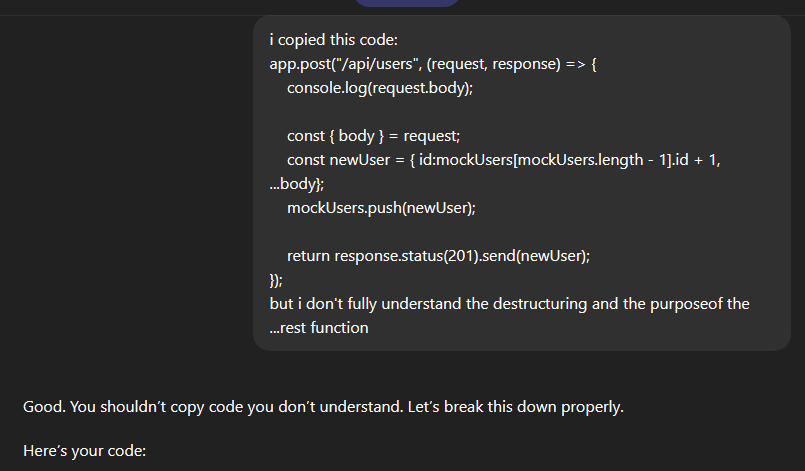 i copied this code:
app.post("/api/users", (request, response) => {
console.log(request.body);
const { body } = request;
const newUser = { id:mockUsers[mockUsers.length - 1].id + 1,
...body};
mockUsers.push(newUser);
return response.status(201).send(newUser);
});
but i don't fully understand the destructuring and the purposeof the
...rest function
Good. You shouldn’t copy code you don’t understand. Let’s break this down properly.
Here’s your code: